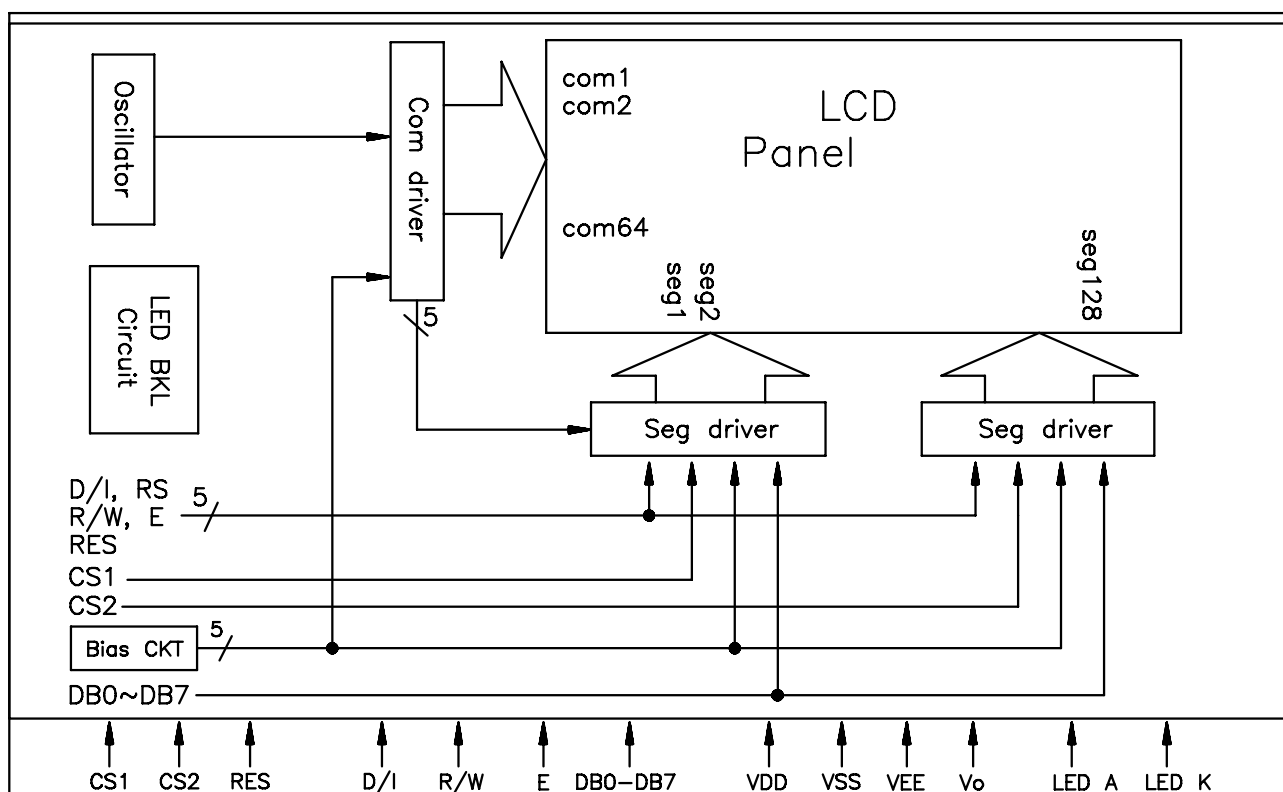 Oscillator
Com driver
com1
com2
com64
LCD
Panel
seg1
seg2
seg128
LED BKL
Circuit
5
Seg driver
Seg driver
D/I, RS
R/W, E
RES
5
CS1
CS2
Bias CKT
5
DB0~DB7
CS1
CS2
RES
D/I
R/W
E
DB0-DB7
VDD
VSS
VEE
Vo
LED A
LED K